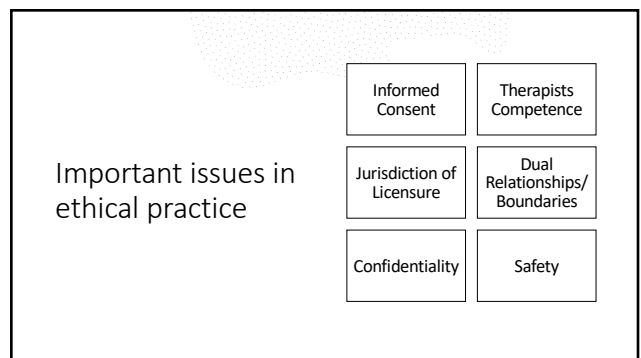 Important issues in
ethical practice
Informed
Consent
Therapists
Competence
Jurisdiction of
Licensure
Dual
Relationships/
Boundaries
Confidentiality
Safety